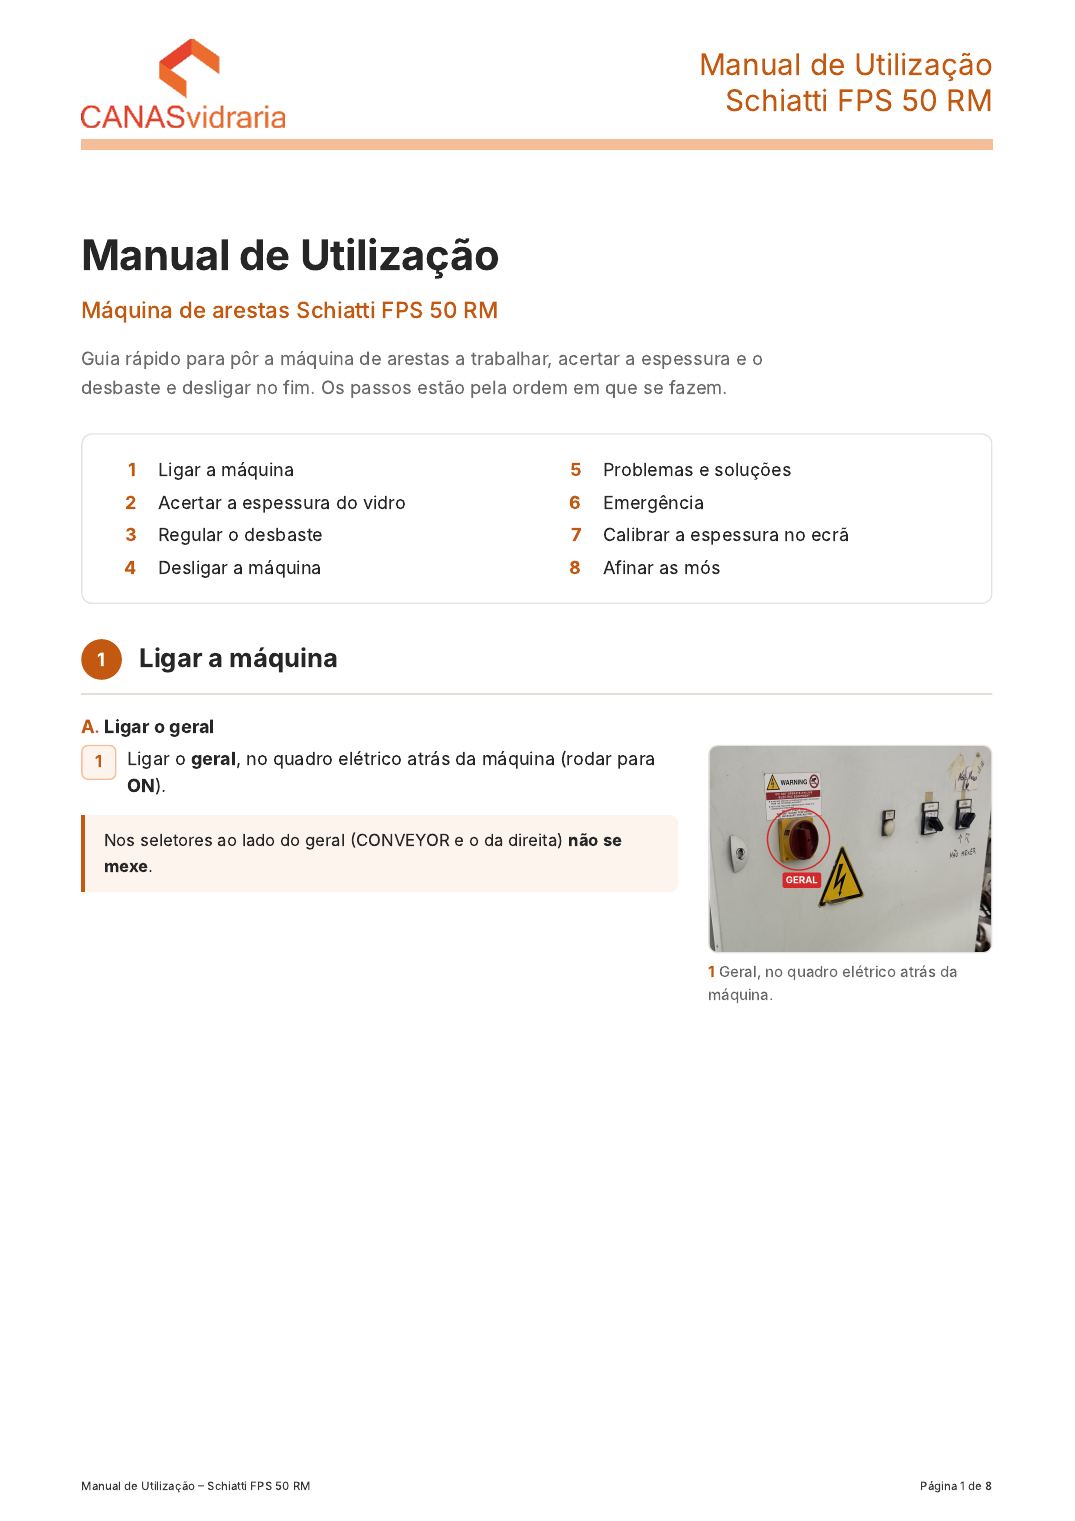 CANASvidraria
Manual de Utilização
Schiatti FPS 50 RM
Manual de Utilização
Máquina de arestas Schiatti FPS 50 RM
Guia rápido para pôr a máquina de arestas a trabalhar, acertar a espessura e o
desbaste e desligar no fim. Os passos estão pela ordem em que se fazem.
1 Ligar a máquina
2 Acertar a espessura do vidro
3 Regular o desbaste
4 Desligar a máquina
5 Problemas e soluções
6 Emergência
7 Calibrar a espessura no ecrã
8 Afinar as mós
1 Ligar a máquina
A. Ligar o geral
1 Ligar o geral, no quadro elétrico atrás da máquina (rodar para
ON).
Nos seletores ao lado do geral (CONVEYOR e o da direita) não se
mexe.
WARNING
GERAL
NÃO MEXER
1 Geral, no quadro elétrico atrás da
máquina.
Manual de Utilização – Schiatti FPS 50 RM
Página 1 de 8